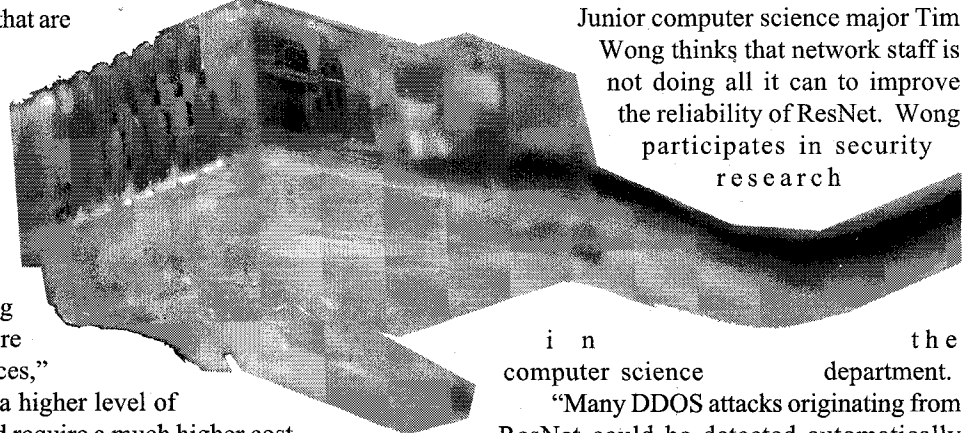 that are
g
re
ces,”
a higher level of
d require a much higher cost
Junior computer science major Tim
Wong thinks that network staff is
not doing all it can to improve
the reliability of ResNet. Wong
participates in security
research
in the
computer science department.
“Many DDOS attacks originating from
ResNet could be detected automatically